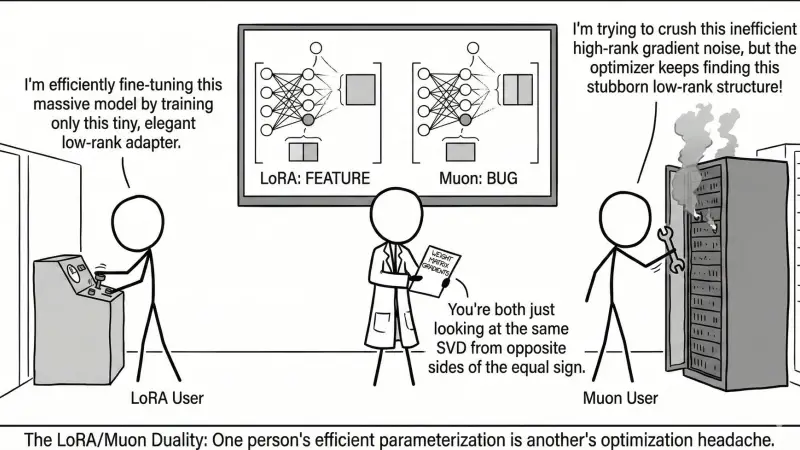 I'm efficiently fine-tuning this
massive model by training
only this tiny, elegant
low-rank adapter.
LoRA: FEATURE
Muon: BUG
I'm trying to crush this inefficient
high-rank gradient noise, but the
optimizer keeps finding this
stubborn low-rank structure!
WEIGHT
MATRIX
GRADIENTS
You're both just
looking at the same
SVD from opposite
sides of the equal sign.
LoRA User
Muon User
The LoRA/Muon Duality: One person's efficient parameterization is another's optimization headache.